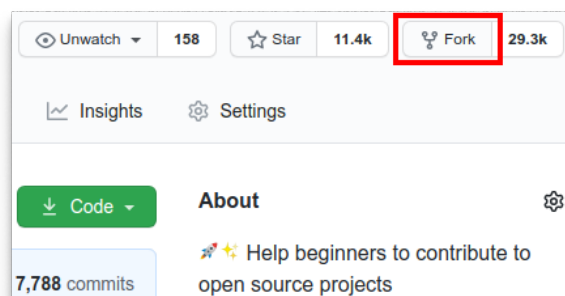 Unwatch 158 Star 11.4k Fork 29.3k
Insights Settings
Code About
Help beginners to contribute to
7,788 commits open source projects